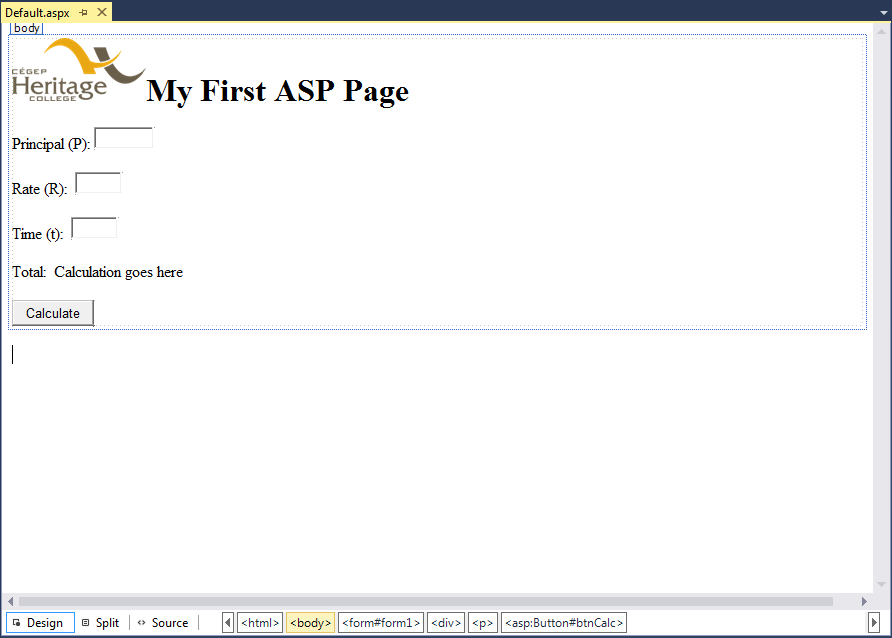 Default.aspx
body
CÉGEP
Heritage
COLLEGE
My First ASP Page
Principal (P):
Rate (R):
Time (t):
Total: Calculation goes here
Calculate
Design Split Source <html> <body> <form#form1> <div> <p> <asp:Button#btnCalc>